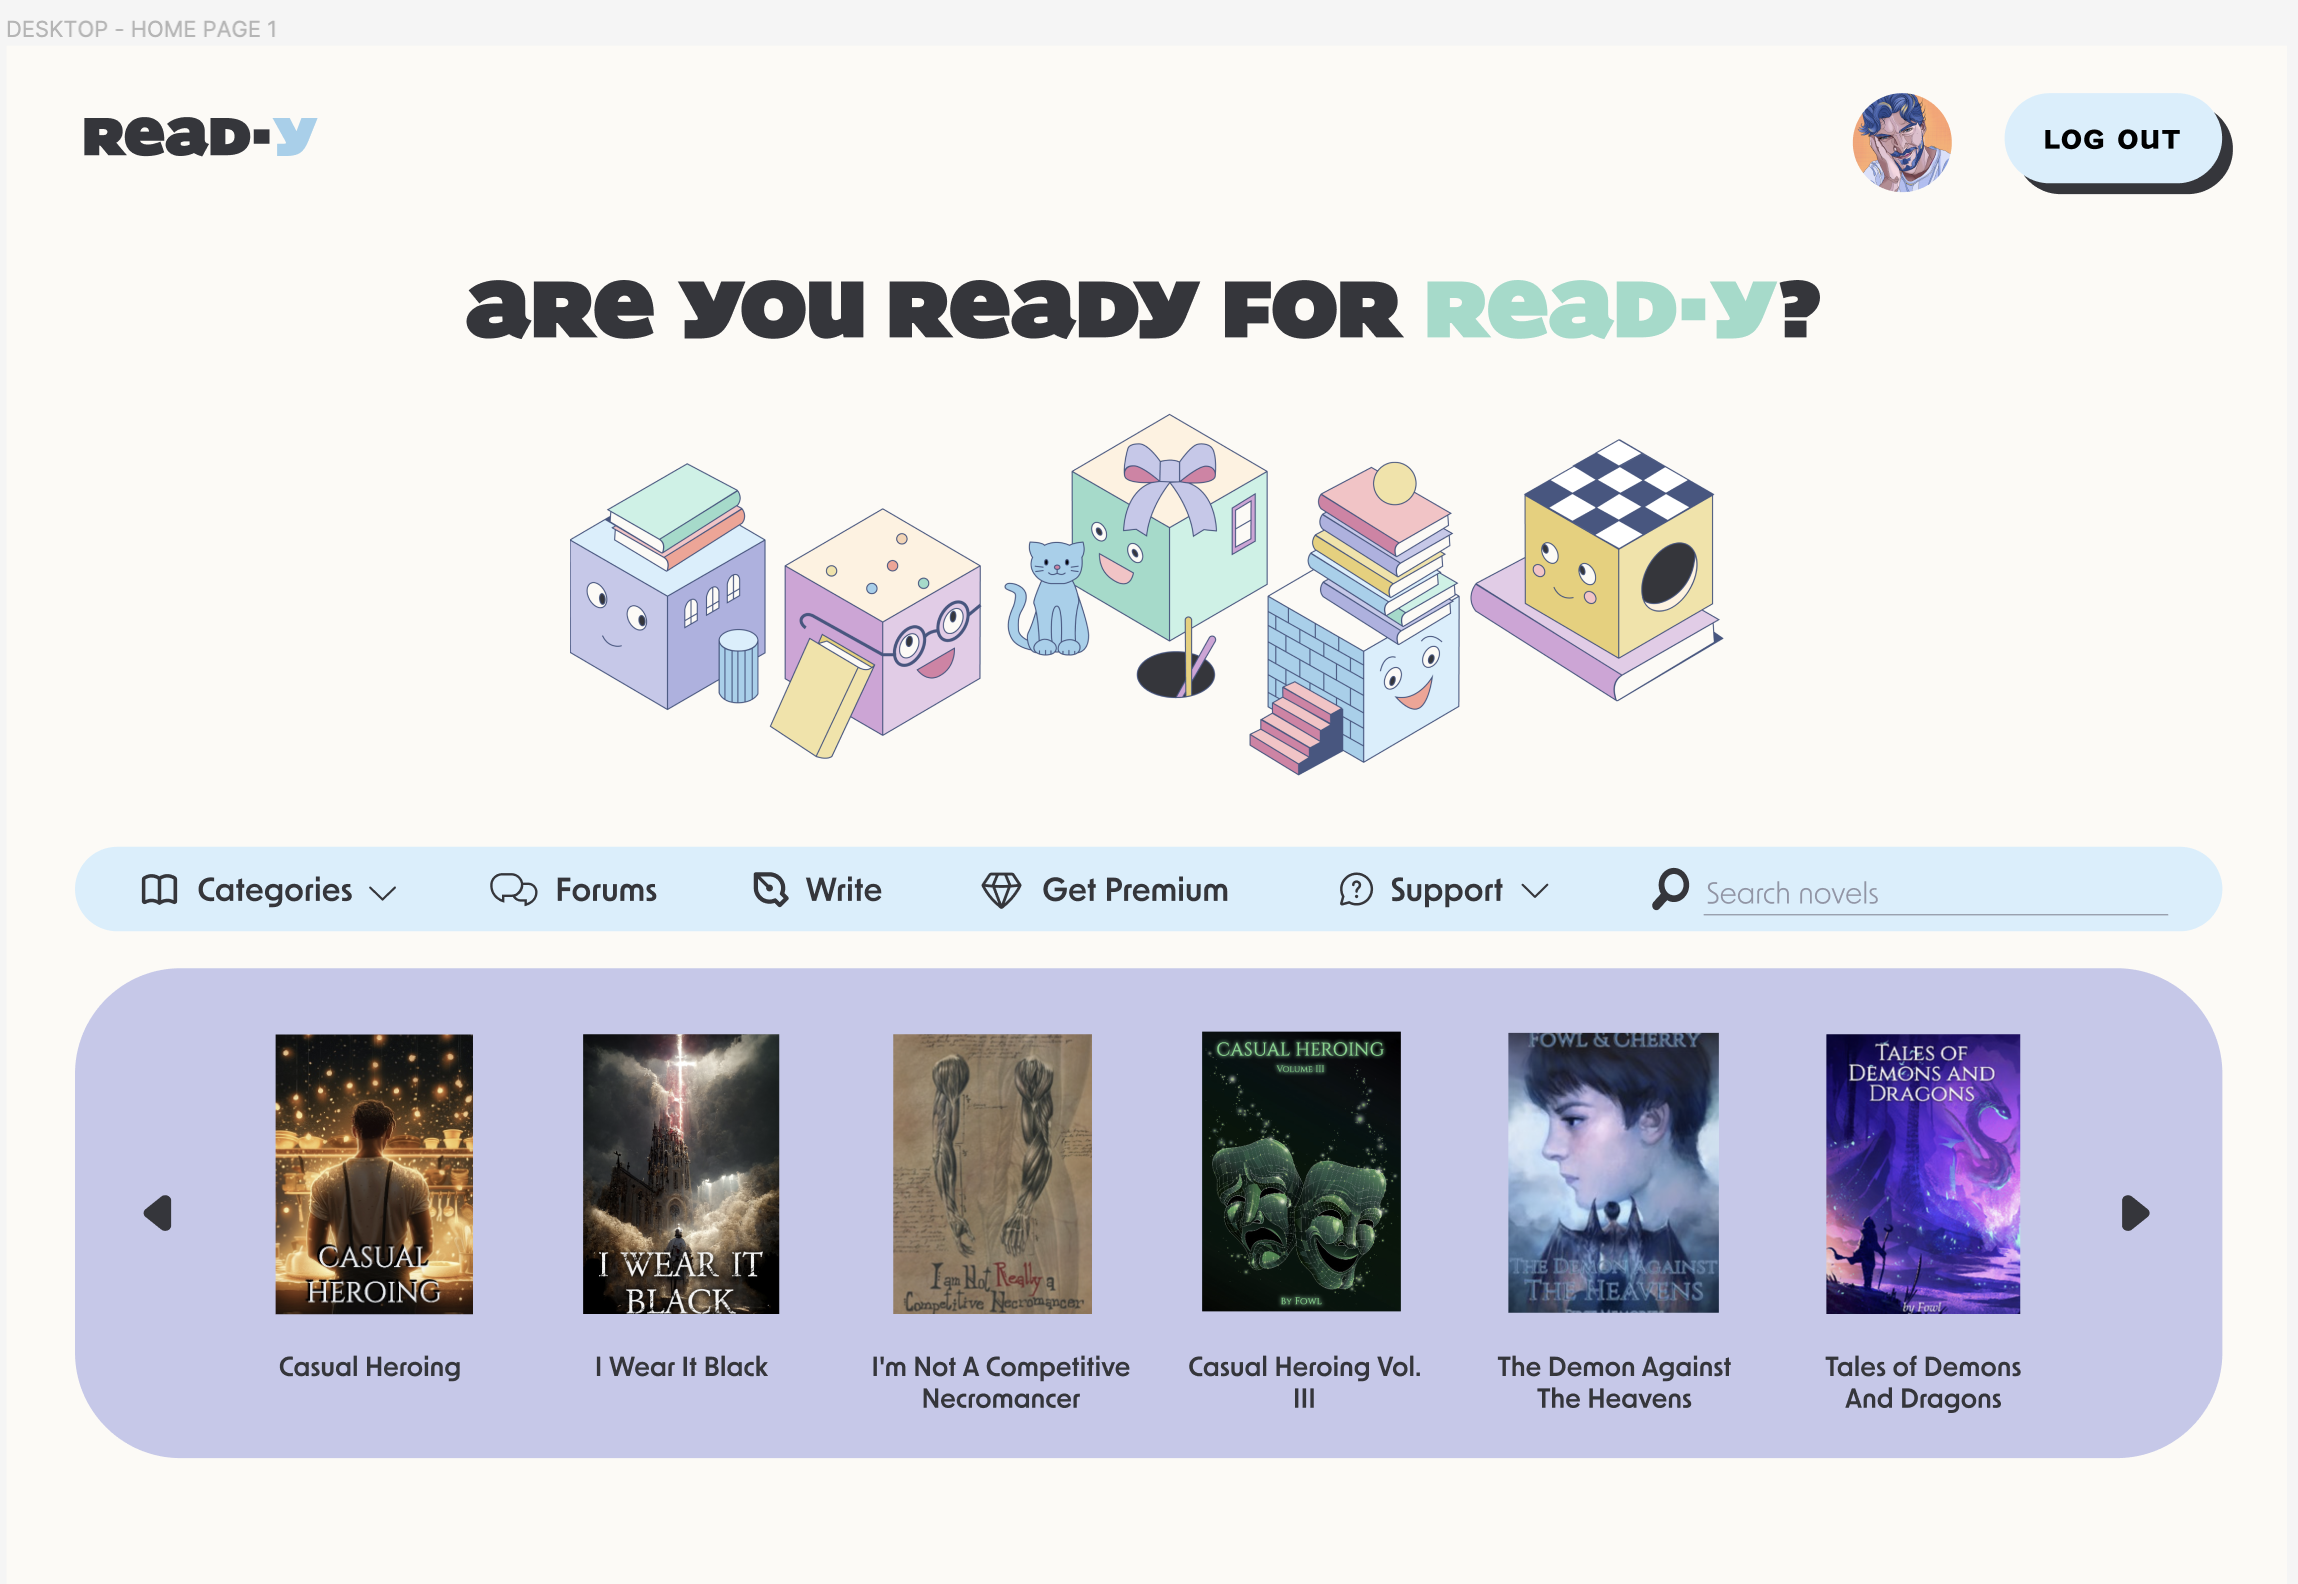 DESKTOP - HOME PAGE 1
Read-y
LOG OUT
are you ready for read-y?
Categories
Forums
Write
Get Premium
Support
Search novels
CASUAL
HEROING
I WEAR IT
BLACK
I am Not Really a
Competitive Necromancer
CASUAL HEROING
VOLUME III
BY FOWL
FOWL & CHERRY
THE DEMON AGAINST
THE HEAVENS
TALES OF
DEMONS AND
DRAGONS
by Fowl
Casual Heroing
I Wear It Black
I'm Not A Competitive
Necromancer
Casual Heroing Vol.
III
The Demon Against
The Heavens
Tales of Demons
And Dragons